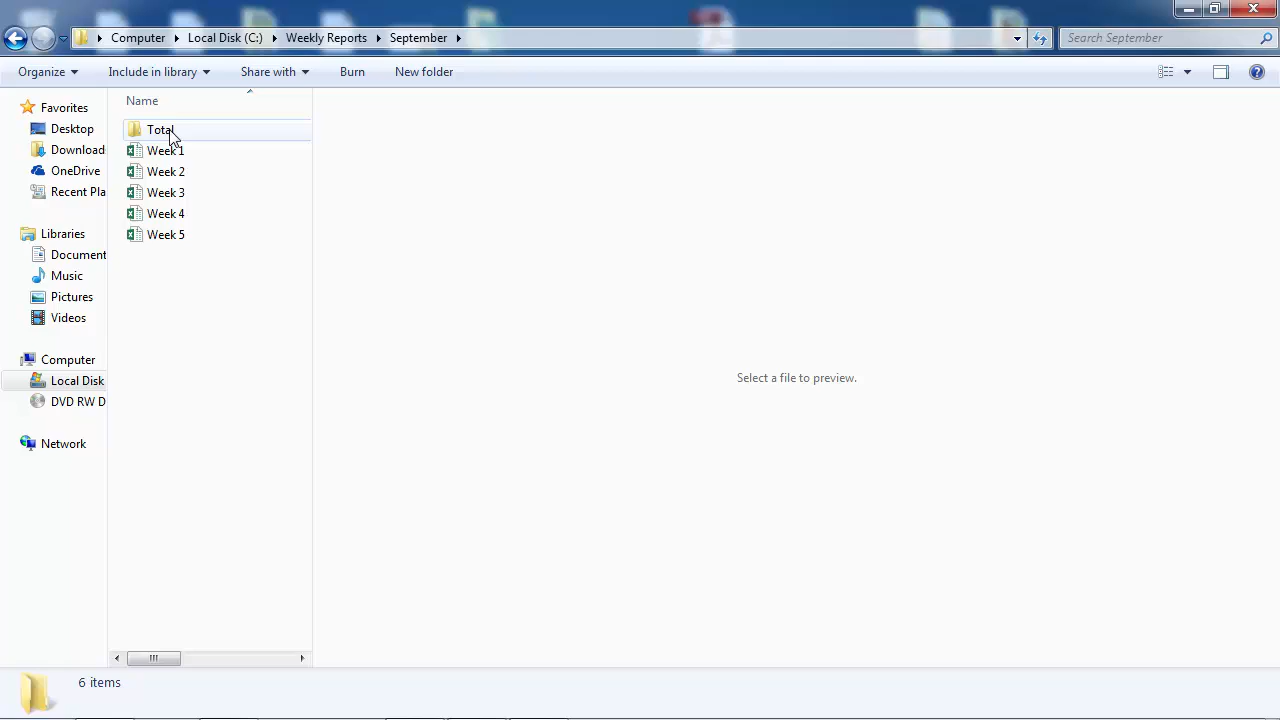 Computer Local Disk (C:) Weekly Reports September
Search September
Organize Include in library Share with Burn New folder
Name
Favorites
Desktop
Download
OneDrive
Recent Pla
Libraries
Document
Music
Pictures
Videos
Computer
Local Disk
DVD RW D
Network
Total
Week 1
Week 2
Week 3
Week 4
Week 5
Select a file to preview.
6 items